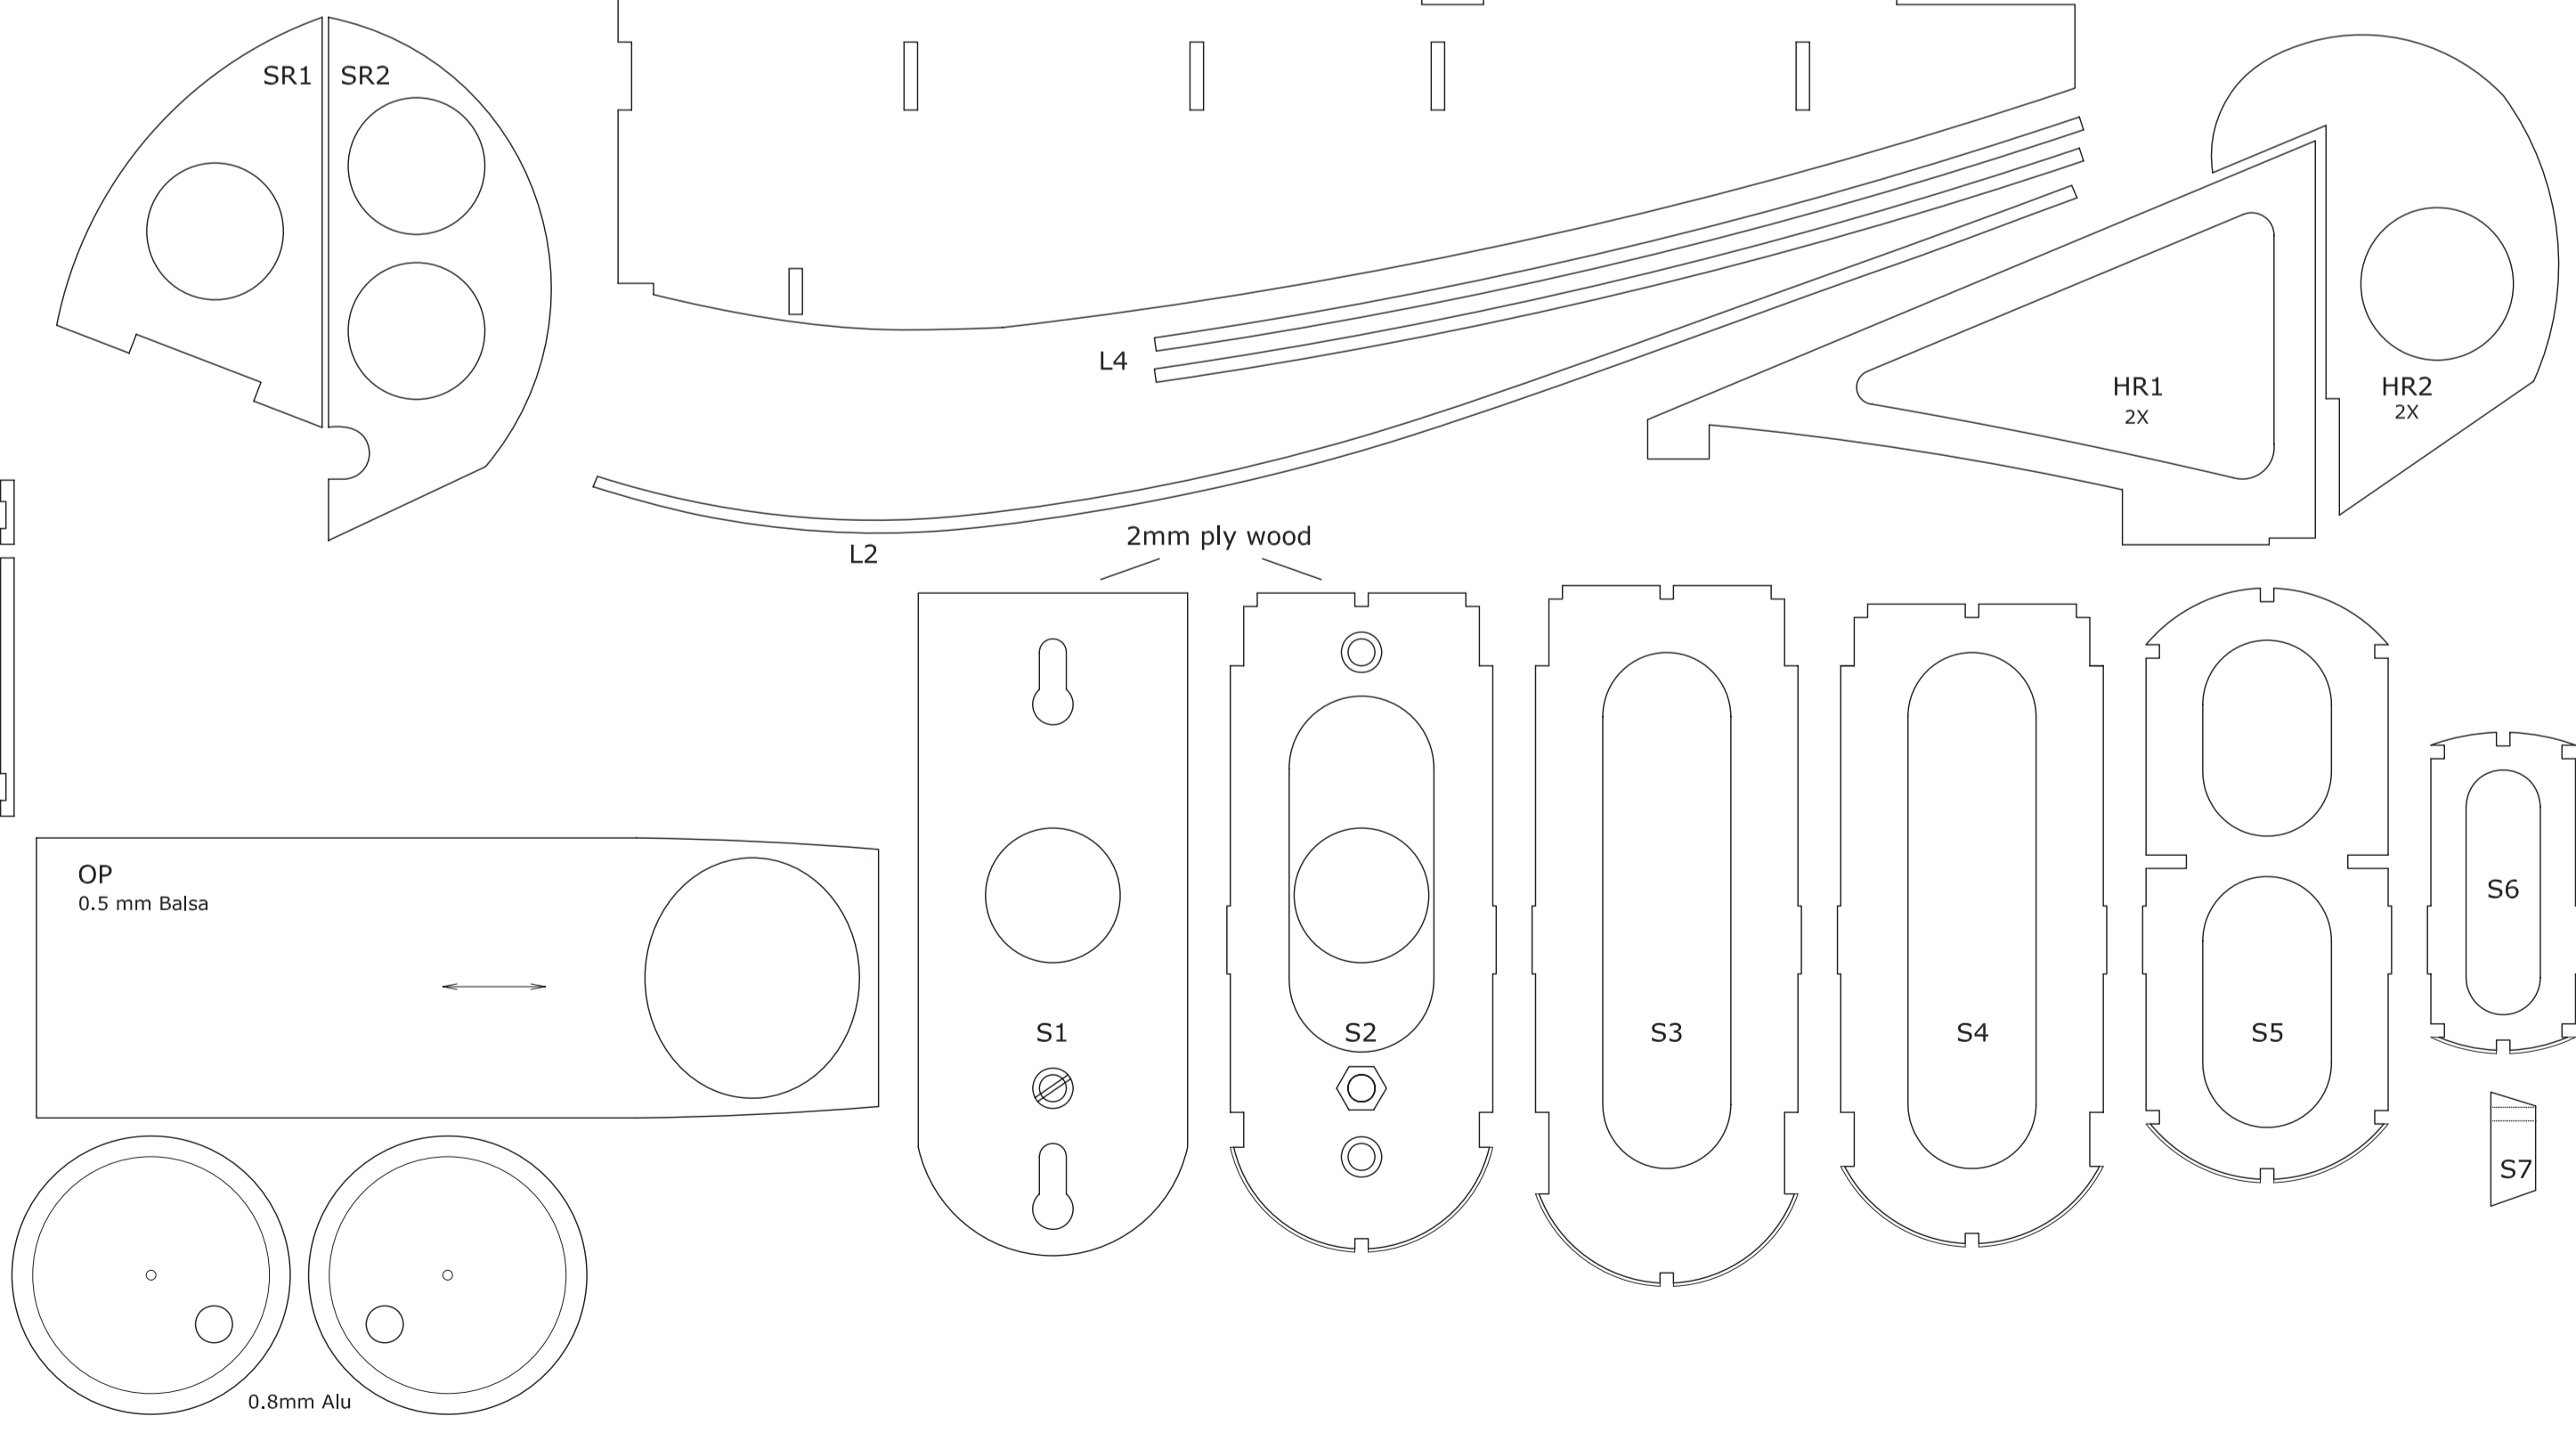 SR1
SR2
L4
HR1
2X
HR2
2X
2mm ply wood
L2
OP
0.5 mm Balsa
S1
S2
S3
S4
S5
S6
S7
0.8mm Alu